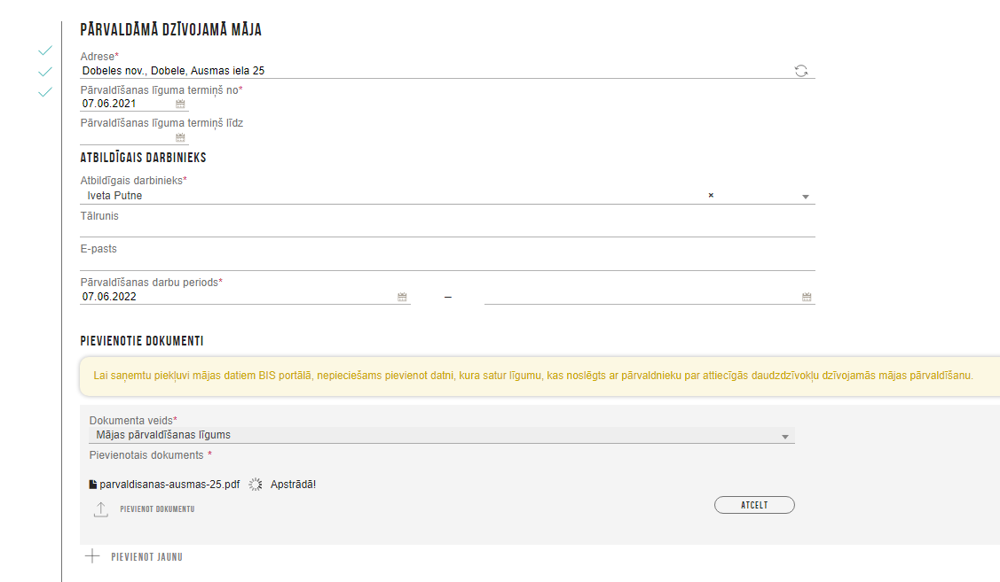 PĀRVALDĀMĀ DZĪVOJAMĀ MĀJA
Adrese*
Dobeles nov., Dobele, Ausmas iela 25
Pārvaldīšanas līguma termiņš no*
07.06.2021
Pārvaldīšanas līguma termiņš līdz
ATBILDĪGAIS DARBINIEKS
Atbildīgais darbinieks*
Iveta Putne
×
Tālrunis
E-pasts
Pārvaldīšanas darbu periods*
07.06.2022 –
PIEVIENOTIE DOKUMENTI
Lai saņemtu piekļuvi mājas datiem BIS portālā, nepieciešams pievienot datni, kura satur līgumu, kas noslēgts ar pārvaldnieku par attiecīgās daudzdzīvokļu dzīvojamās mājas pārvaldīšanu.
Dokumenta veids*
Mājas pārvaldīšanas līgums
Pievienotais dokuments *
parvaldisanas-ausmas-25.pdf Apstrādā!
PIEVIENOT DOKUMENTU
ATCELT
PIEVIENOT JAUNU